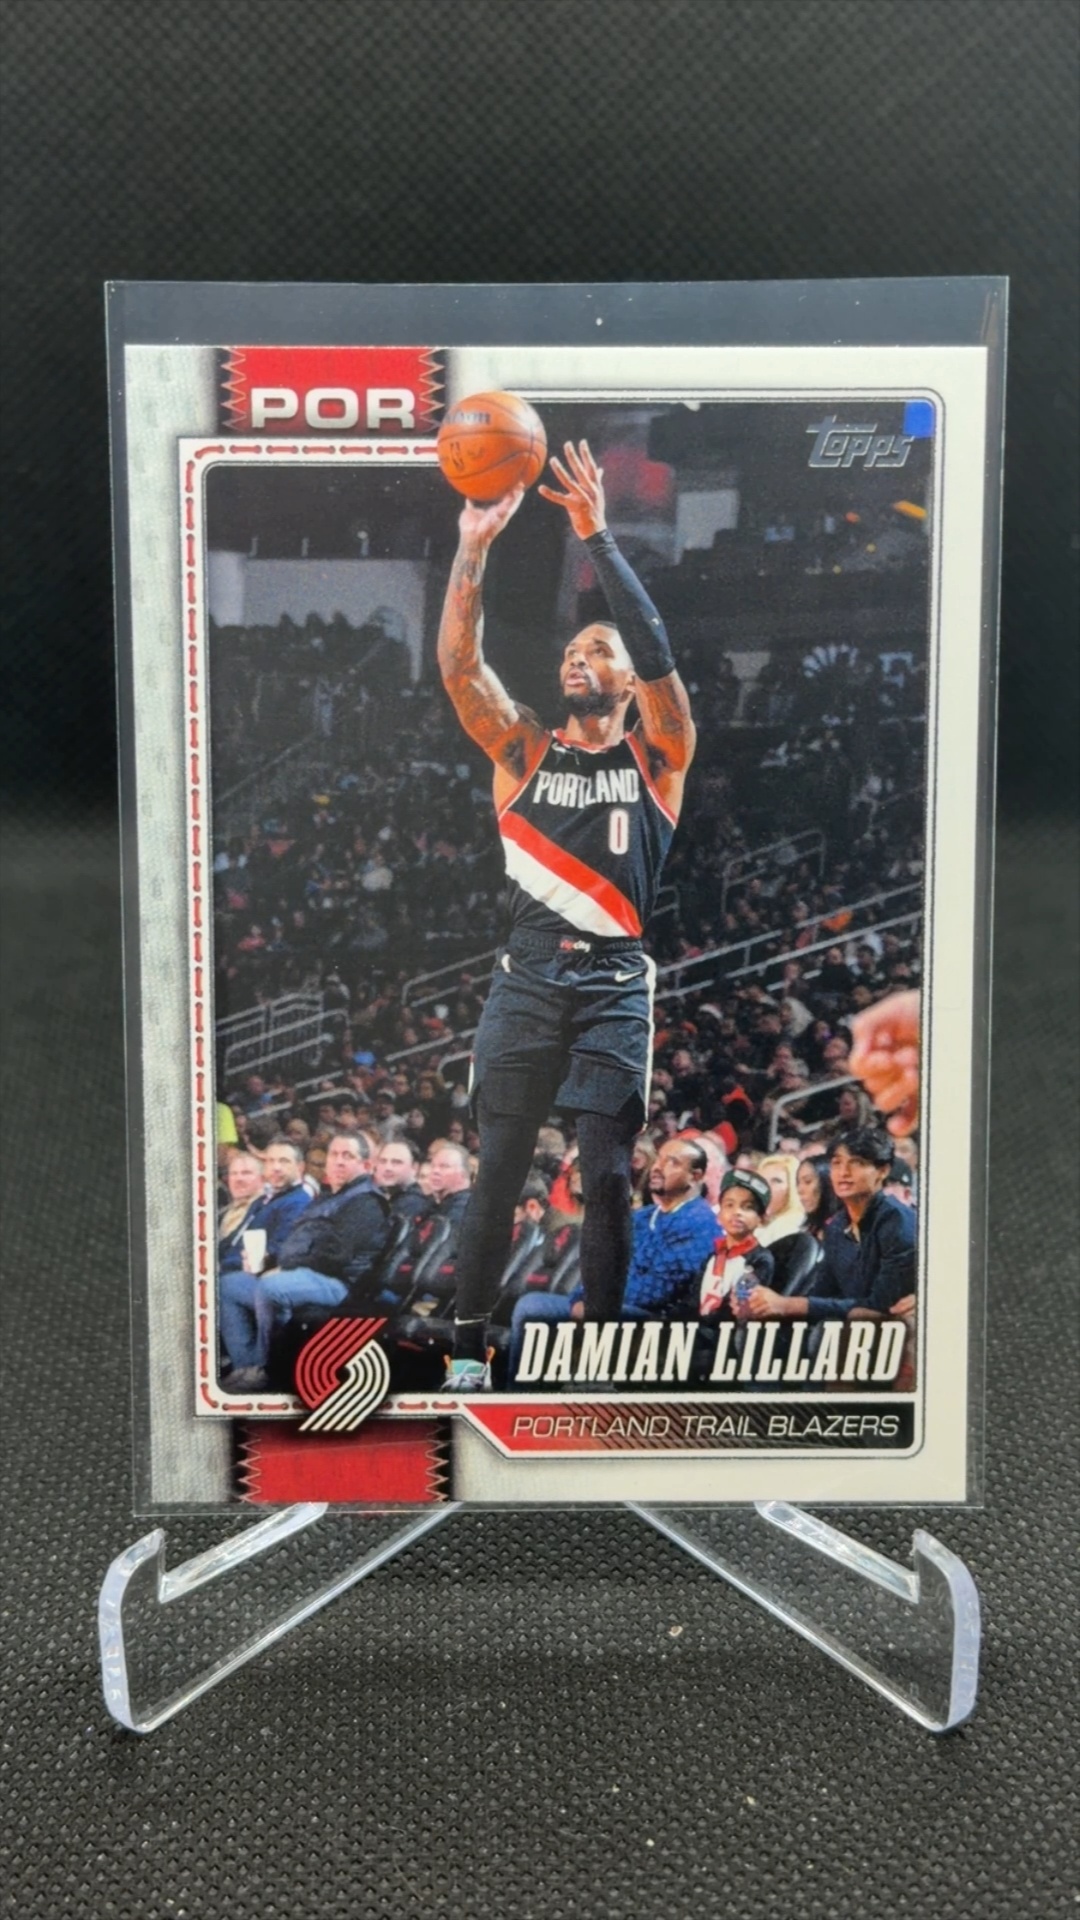 POR
Topps
PORTLAND
0
DAMIAN LILLARD
PORTLAND TRAIL BLAZERS